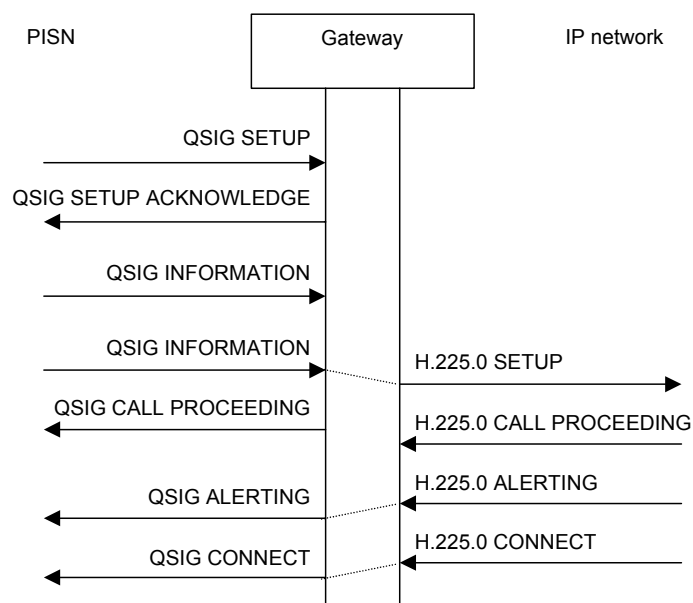 PISN
Gateway
IP network
QSIG SETUP
QSIG SETUP ACKNOWLEDGE
QSIG INFORMATION
QSIG INFORMATION
H.225.0 SETUP
QSIG CALL PROCEEDING
H.225.0 CALL PROCEEDING
QSIG ALERTING
H.225.0 ALERTING
QSIG CONNECT
H.225.0 CONNECT